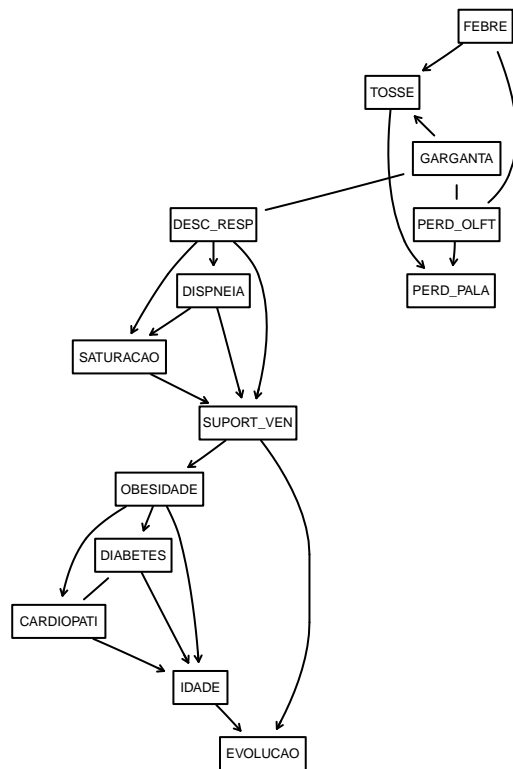 FEBRE
TOSSE
GARGANTA
DESC_RESP
PERD_OLFT
DISPNEIA
PERD_PALA
SATURACAO
SUPORT_VEN
OBESIDADE
DIABETES
CARDIOPATI
IDADE
EVOLUCAO